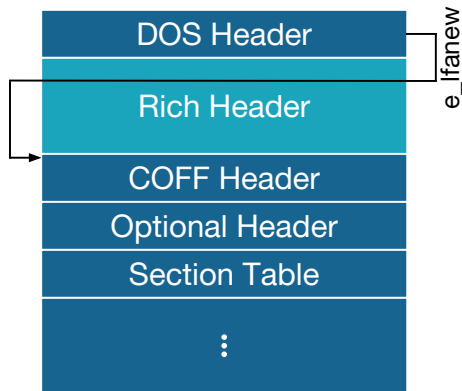 DOS Header
e_lfanew
Rich Header
COFF Header
Optional Header
Section Table
⋮